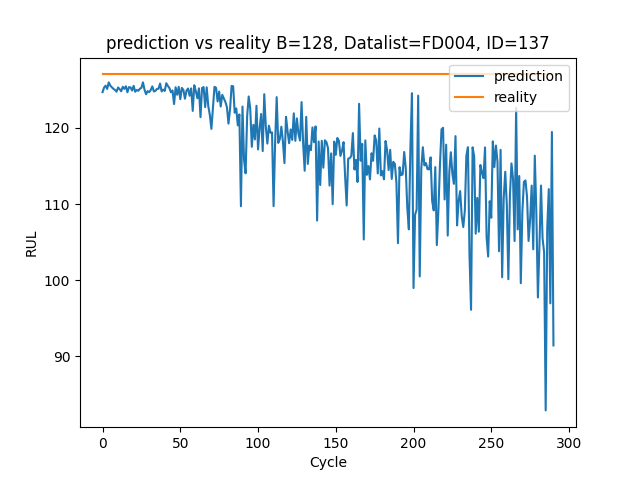 prediction vs reality B=128, Datalist=FD004, ID=137
prediction
reality
RUL
120
110
100
90
0 50 100 150 200 250 300
Cycle